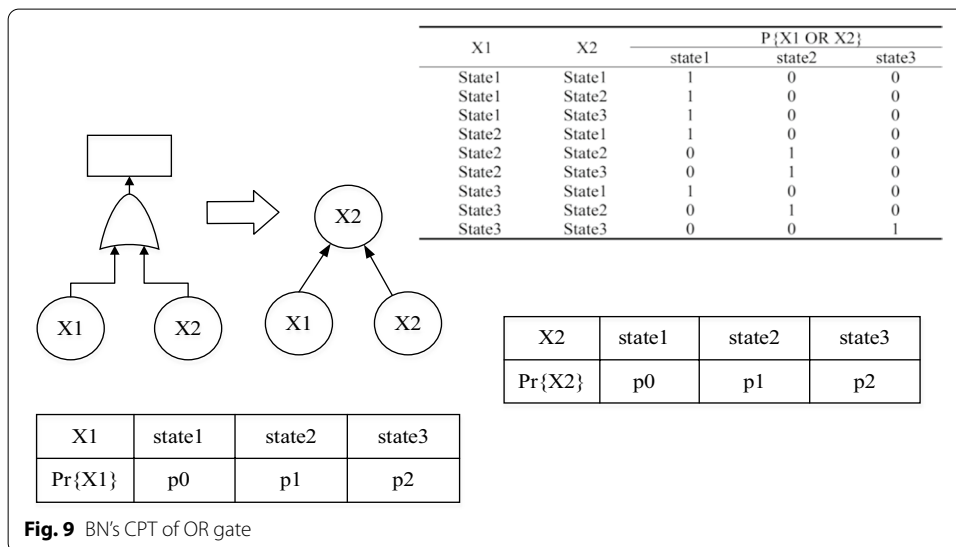 X1 X2 P{X1 OR X2}
state1 state2 state3
State1 State1 1 0 0
State1 State2 1 0 0
State1 State3 1 0 0
State2 State1 1 0 0
State2 State2 0 1 0
State2 State3 0 1 0
State3 State1 1 0 0
State3 State2 0 1 0
State3 State3 0 0 1
X2
X1 X2 X1 X2
X2 state1 state2 state3
Pr{X2} p0 p1 p2
X1 state1 state2 state3
Pr{X1} p0 p1 p2
Fig. 9 BN's CPT of OR gate